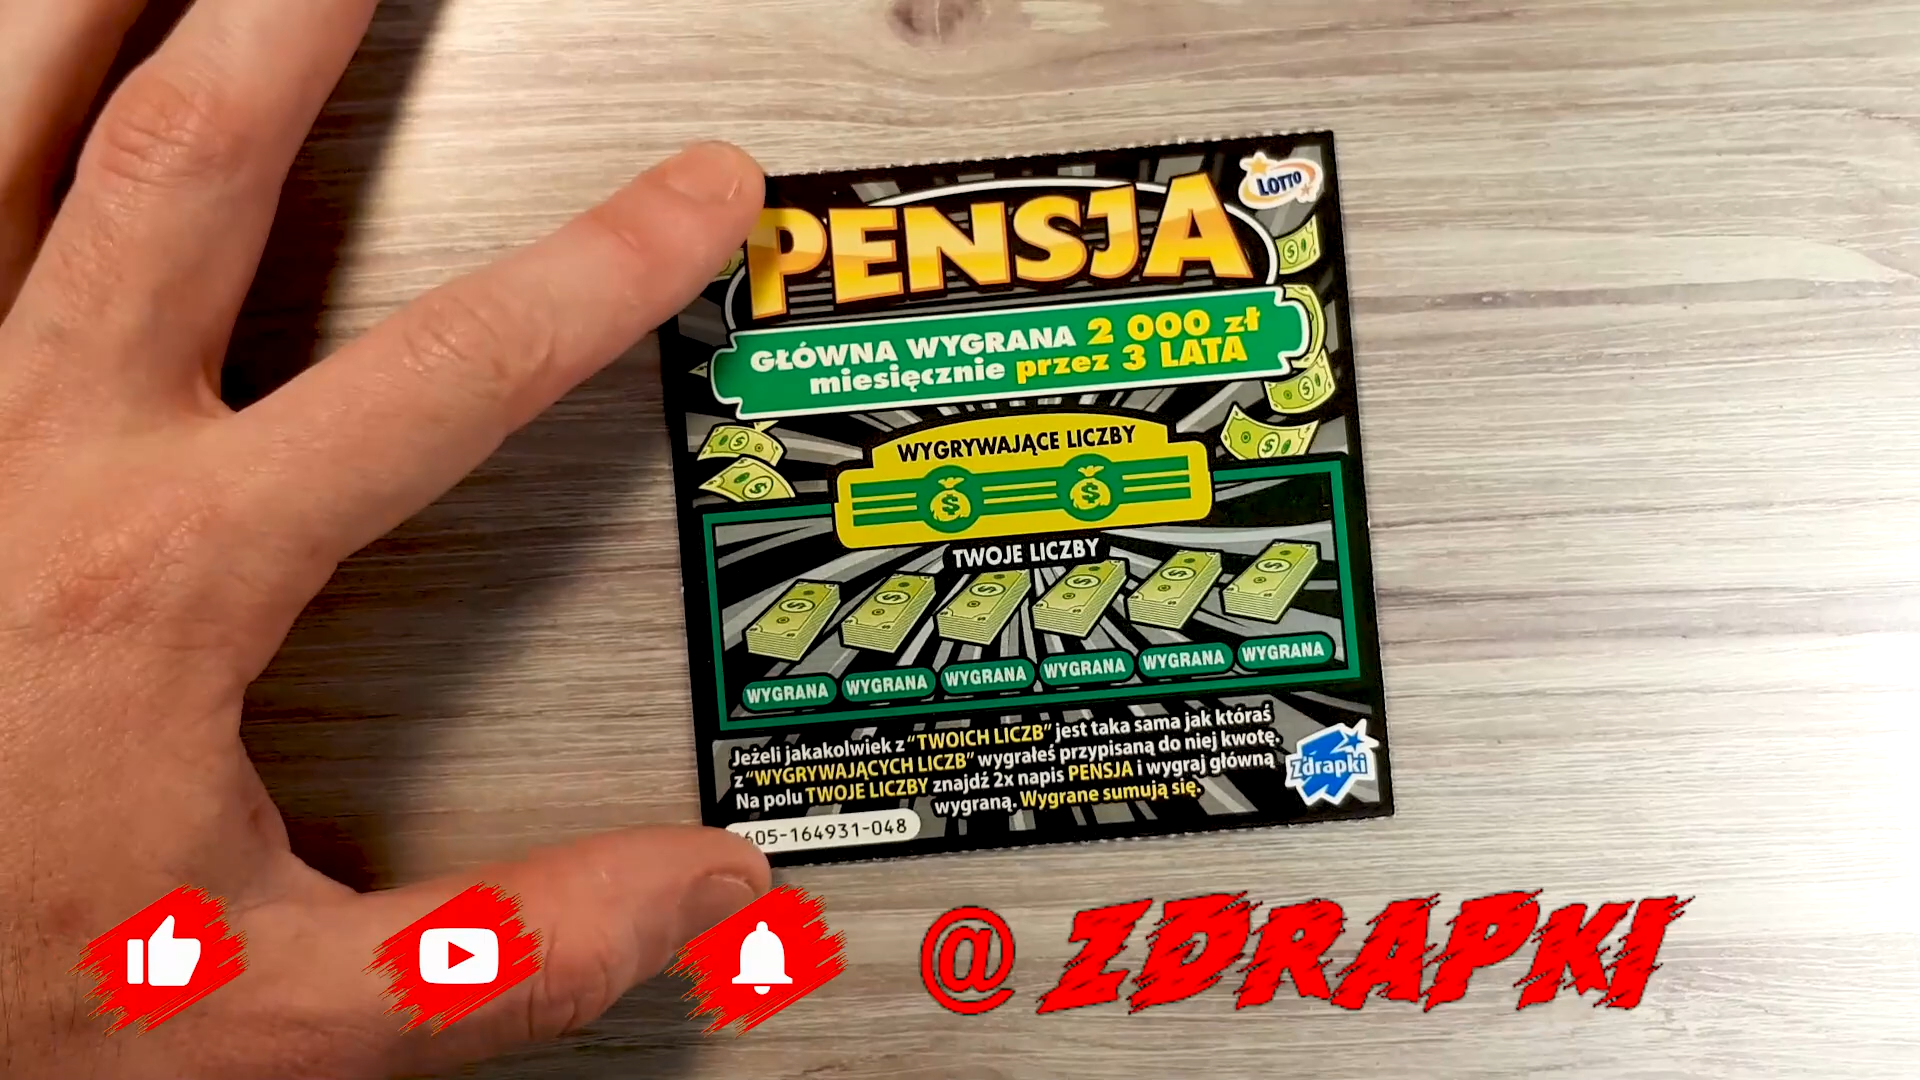 LOTTO
PENSJA
GŁÓWNA WYGRANA 2 000 zł
miesięcznie przez 3 LATA
WYGRYWAJĄCE LICZBY
TWOJE LICZBY
WYGRANA WYGRANA WYGRANA WYGRANA WYGRANA WYGRANA
Jeżeli jakakolwiek z "TWOICH LICZB" jest taka sama jak któraś
z "WYGRYWAJĄCYCH LICZB" wygrałeś przypisaną do niej kwotę.
Na polu TWOJE LICZBY znajdź 2x napis PENSJA i wygraj główną
wygraną. Wygrane sumują się.
Zdrapki
605-164931-048
@ZDRAPKI